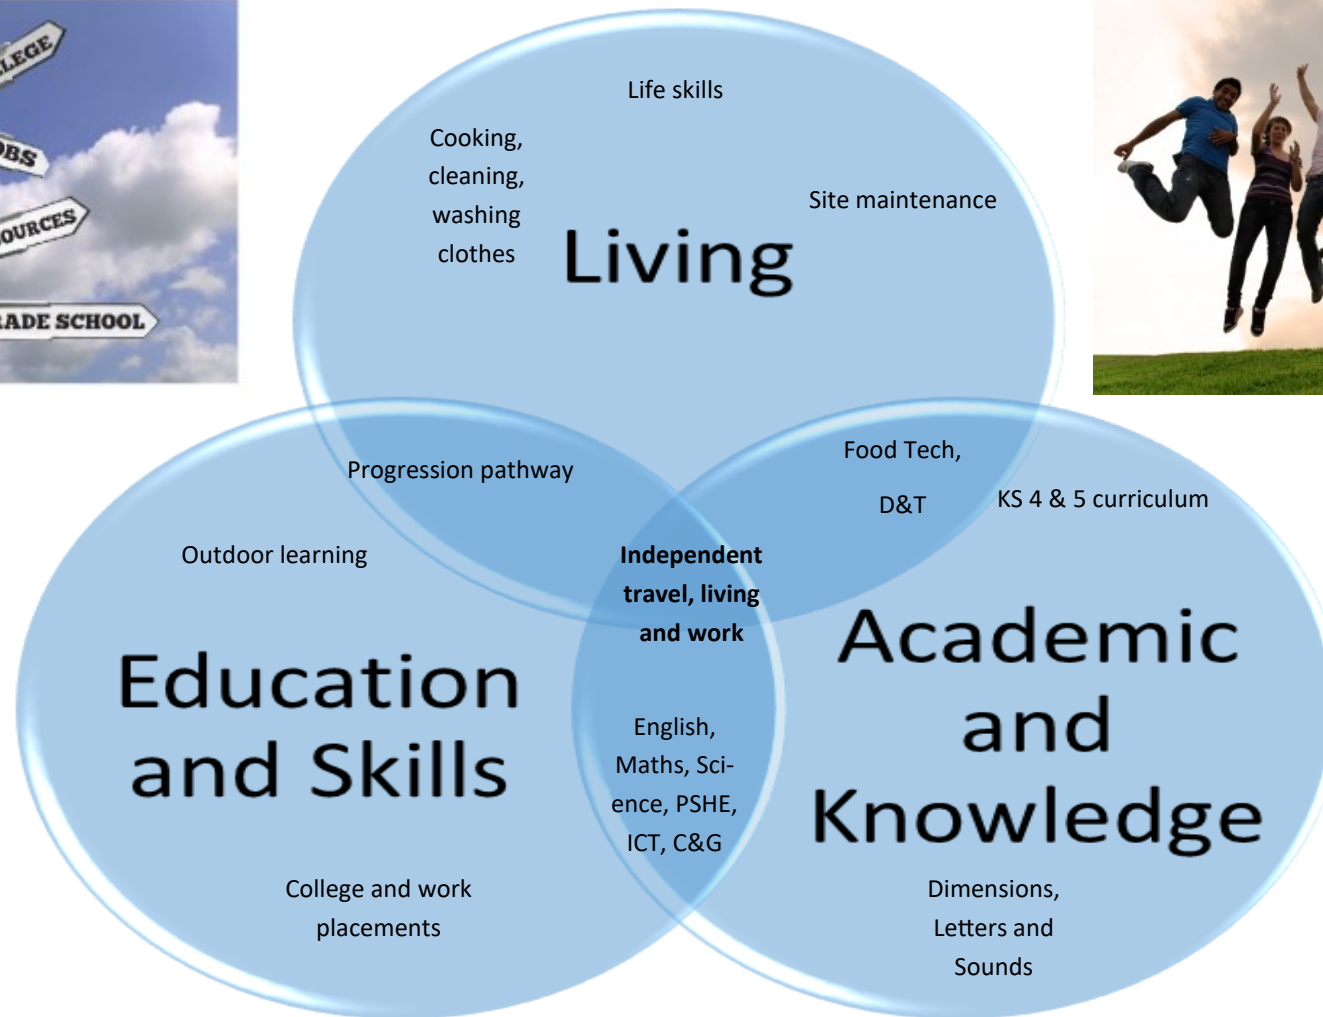 LEGE
OBS
OURCES
RADE SCHOOL
Life skills
Cooking,
cleaning,
washing
clothes
Site maintenance
Living
Progression pathway
Food Tech,
D&T
KS 4 & 5 curriculum
Outdoor learning
Independent
travel, living
and work
Education
and Skills
Academic
and
Knowledge
English,
Maths, Sci-
ence, PSHE,
ICT, C&G
College and work
placements
Dimensions,
Letters and
Sounds